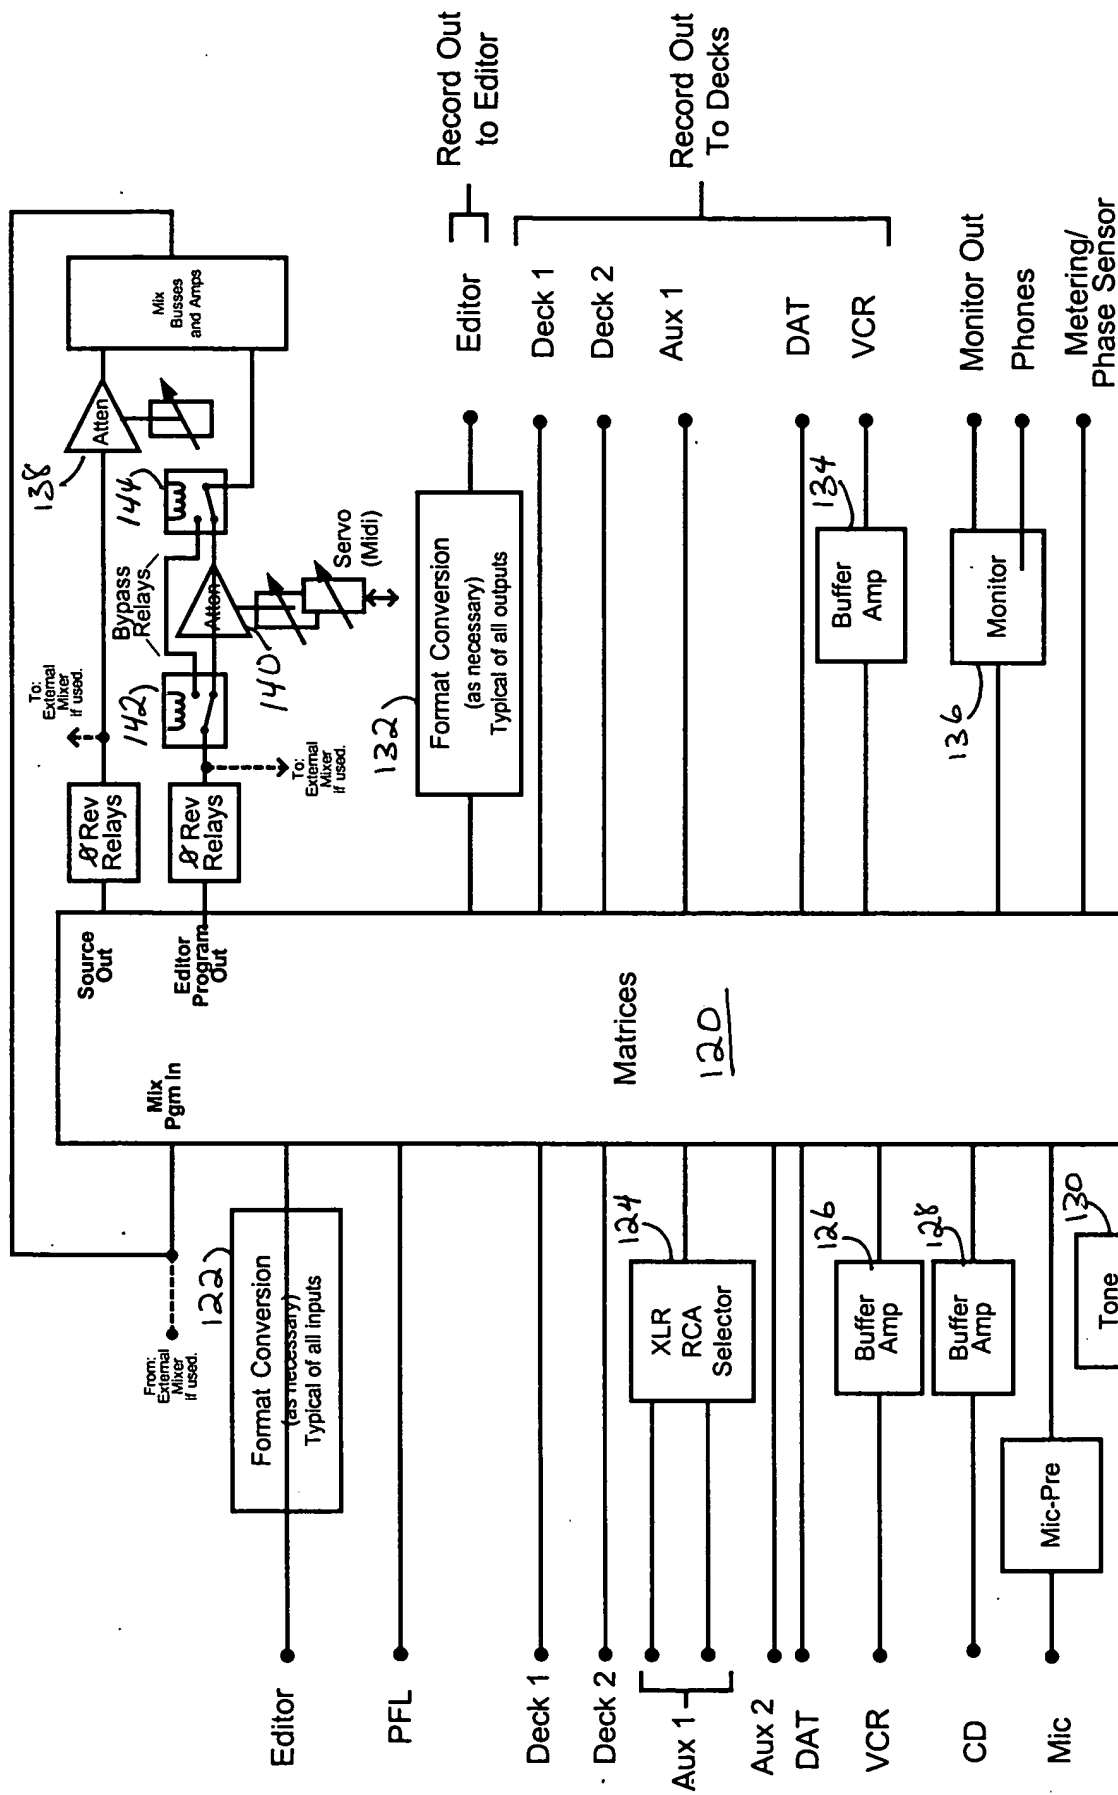 From:
External
Mixer
if used.
Mix
Pgm In
Source
Out
Editor
Program
Out
Ø Rev
Relays
Ø Rev
Relays
To:
External
Mixer
if used.
To:
External
Mixer
if used.
142
Bypass
Relays
144
138
Atten
Atten
140
Servo
(Midi)
Mix
Busses
and Amps
Editor
122
Format Conversion
(as necessary)
Typical of all inputs
PFL
Deck 1
Deck 2
Aux 1
124
XLR
RCA
Selector
Aux 2
DAT
VCR
126
Buffer
Amp
CD
128
Buffer
Amp
Mic
Mic-Pre
130
Tone
Matrices
120
132
Format Conversion
(as necessary)
Typical of all outputs
Editor
Record Out
to Editor
Deck 1
Deck 2
Aux 1
DAT
134
Buffer
Amp
VCR
Record Out
To Decks
136
Monitor
Monitor Out
Phones
Metering/
Phase Sensor